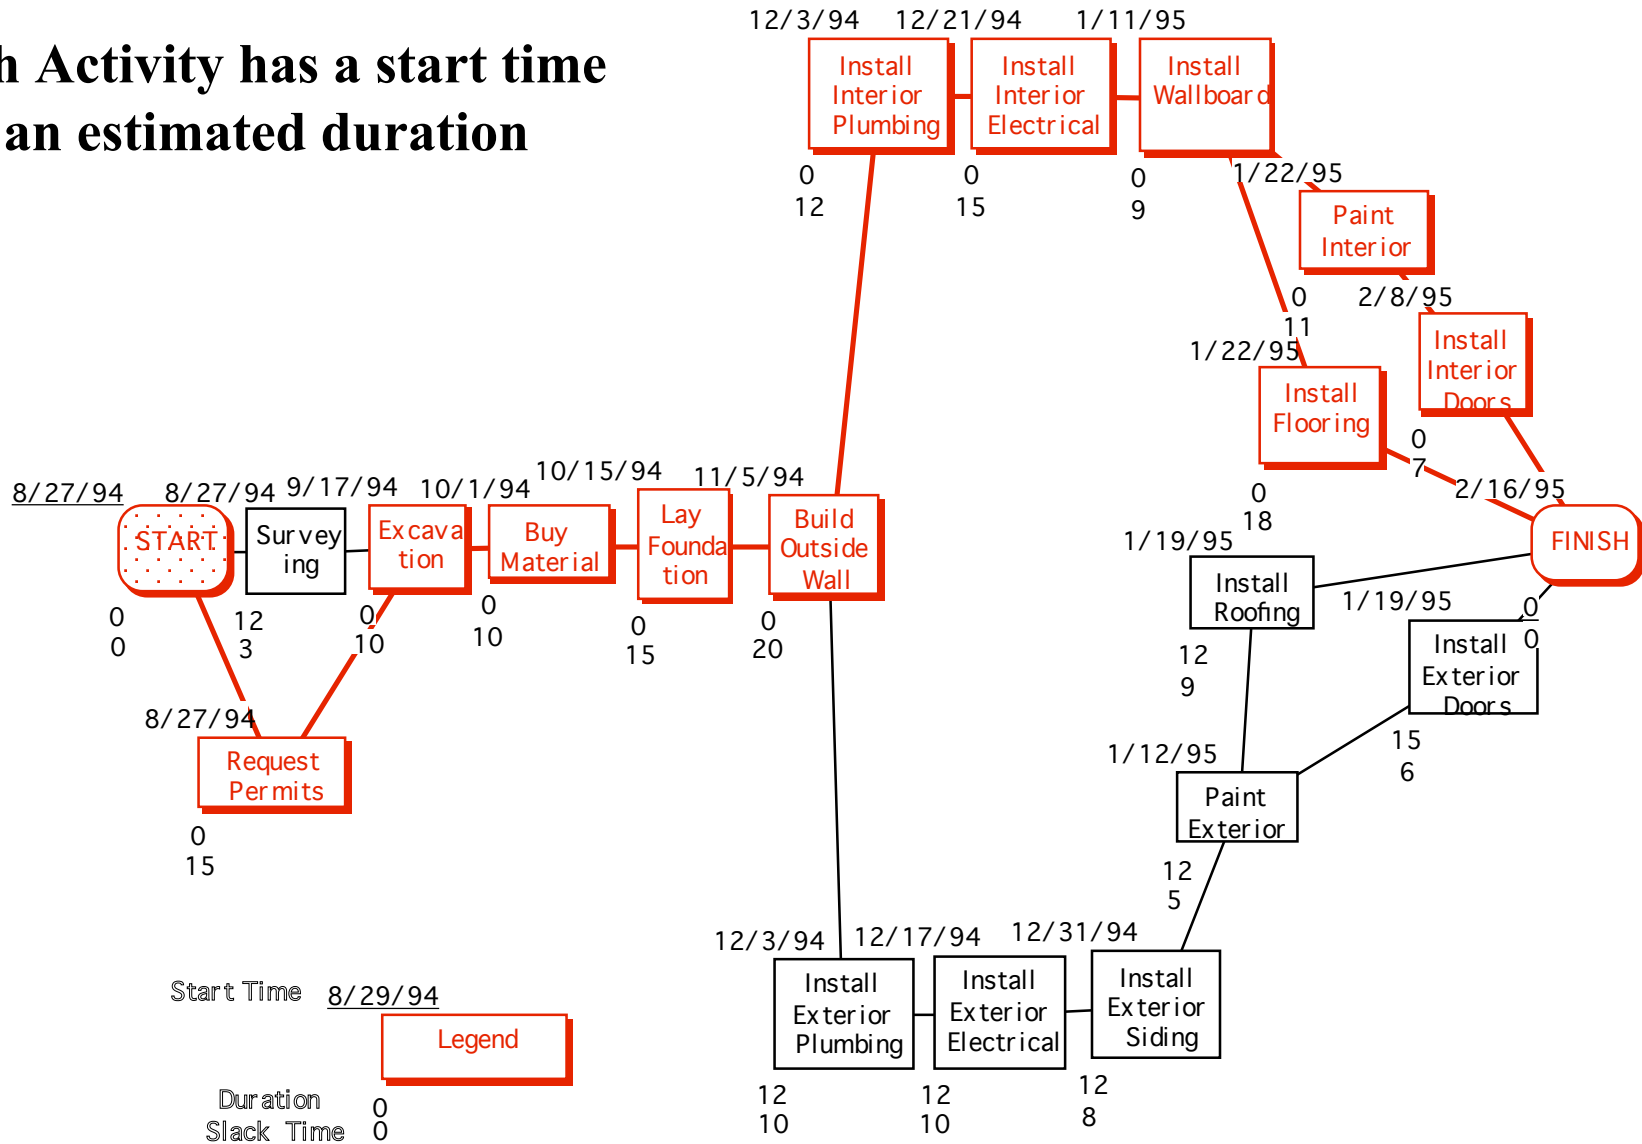 h Activity has a start time
an estimated duration
12/3/94
12/21/94
1/11/95
Install
Interior
Plumbing
Install
Interior
Electrical
Install
Wallboard
0
12
0
15
0
9
1/22/95
Paint
Interior
0
11
2/8/95
1/22/95
Install
Interior
Doors
Install
Flooring
0
7
0
18
2/16/95
FINISH
0
0
8/27/94
START
0
0
8/27/94
Survey
ing
12
3
9/17/94
Excava
tion
0
10
10/1/94
Buy
Material
0
10
10/15/94
Lay
Founda
tion
0
15
11/5/94
Build
Outside
Wall
0
20
8/27/94
Request
Permits
0
15
1/19/95
Install
Roofing
12
9
1/19/95
Install
Exterior
Doors
15
6
1/12/95
Paint
Exterior
12
5
12/3/94
Install
Exterior
Plumbing
12
10
12/17/94
Install
Exterior
Electrical
12
10
12/31/94
Install
Exterior
Siding
12
8
Start Time
8/29/94
Legend
Duration
0
Slack Time
0